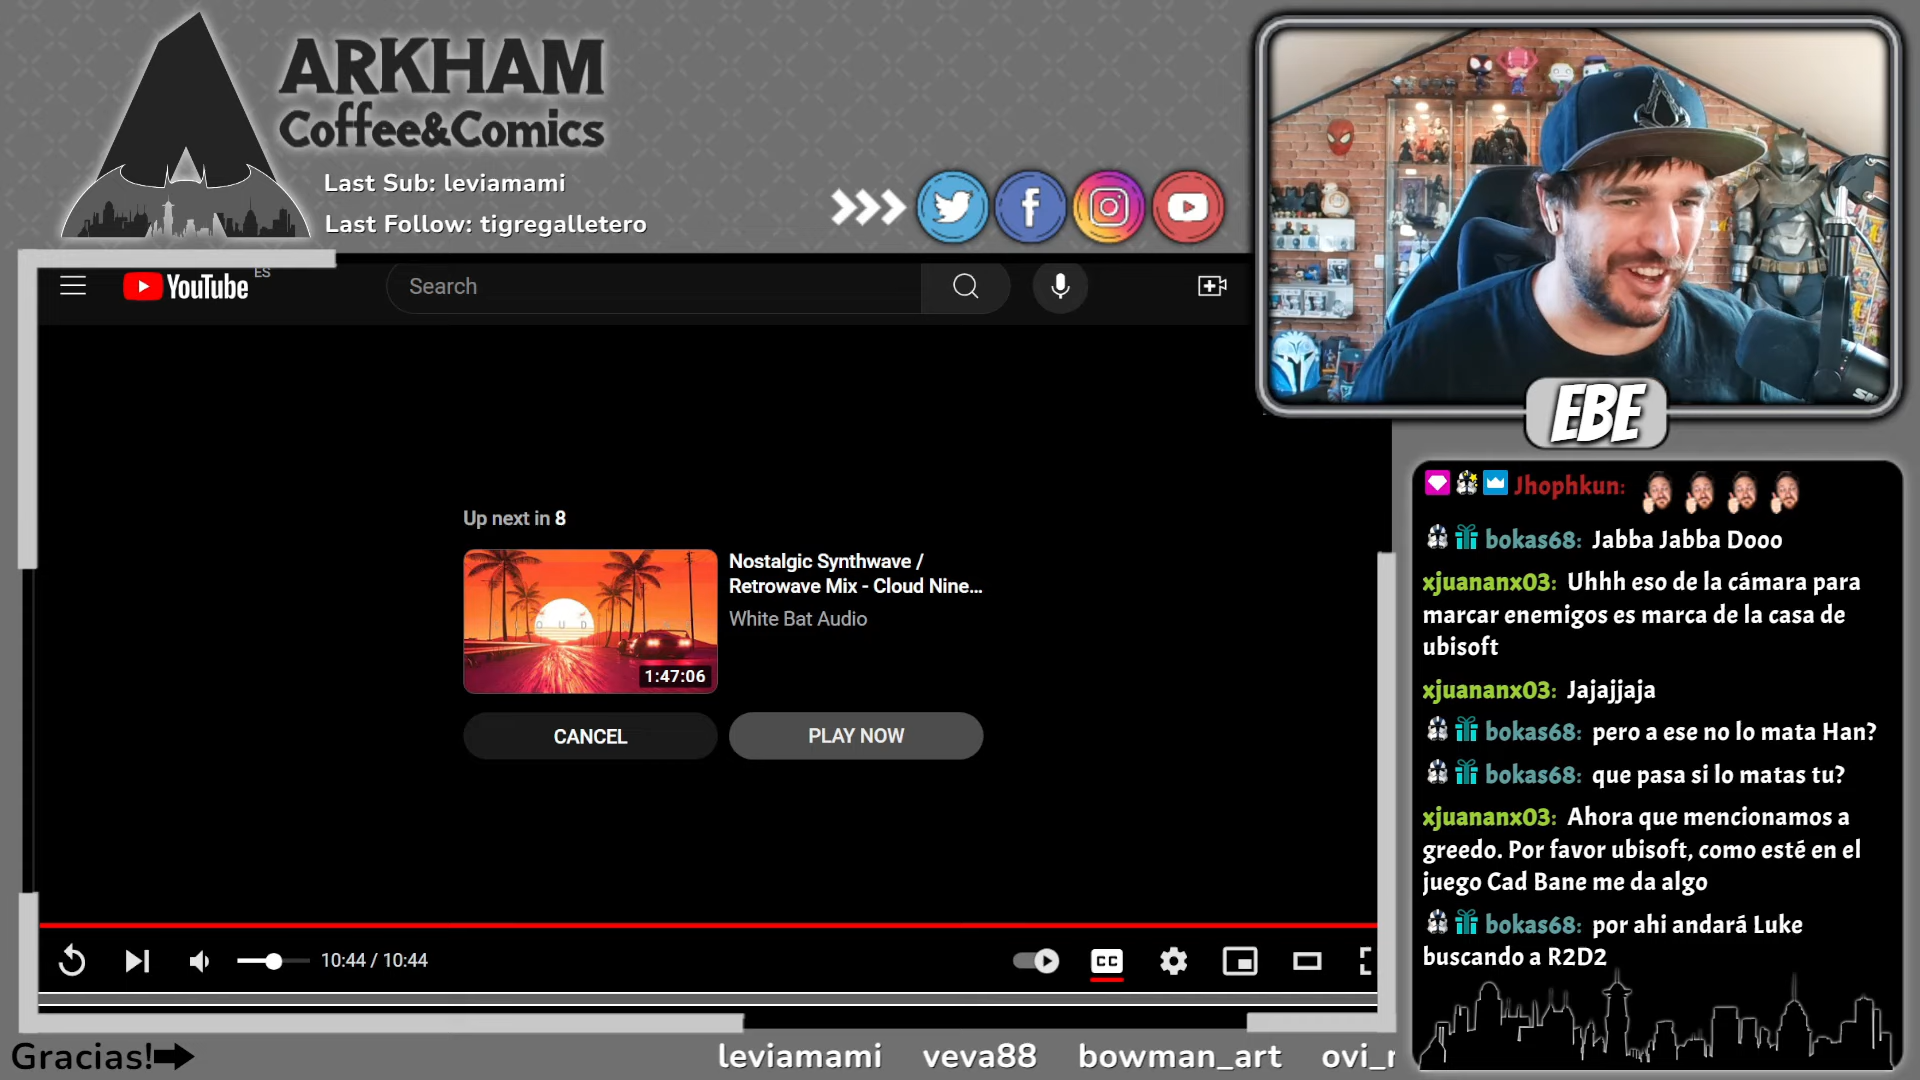 ARKHAM
Coffee&Comics
Last Sub: leviamami
Last Follow: tigregalletero
YouTube
ES
Search
EBE
Up next in 8
Nostalgic Synthwave /
Retrowave Mix - Cloud Nine...
White Bat Audio
1:47:06
CANCEL
PLAY NOW
10:44 / 10:44
CC
Jhophkun:
bokas68: Jabba Jabba Dooo
xjuananx03: Uhhh eso de la cámara para
marcar enemigos es marca de la casa de
ubisoft
xjuananx03: Jajajjaja
bokas68: pero a ese no lo mata Han?
bokas68: que pasa si lo matas tu?
xjuananx03: Ahora que mencionamos a
greedo. Por favor ubisoft, como esté en el
juego Cad Bane me da algo
bokas68: por ahi andará Luke
buscando a R2D2
Gracias!
leviamami veva88 bowman_art ovi_